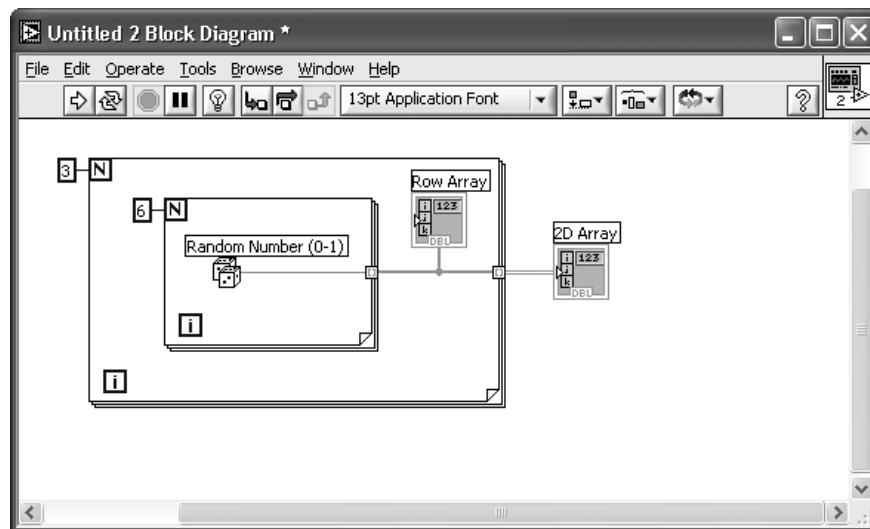 Untitled 2 Block Diagram *
File Edit Operate Tools Browse Window Help
13pt Application Font
2
3 N
Row Array
i 123
j
k
DBL
6 N
2D Array
i 123
j
k
DBL
Random Number (0-1)
i
i